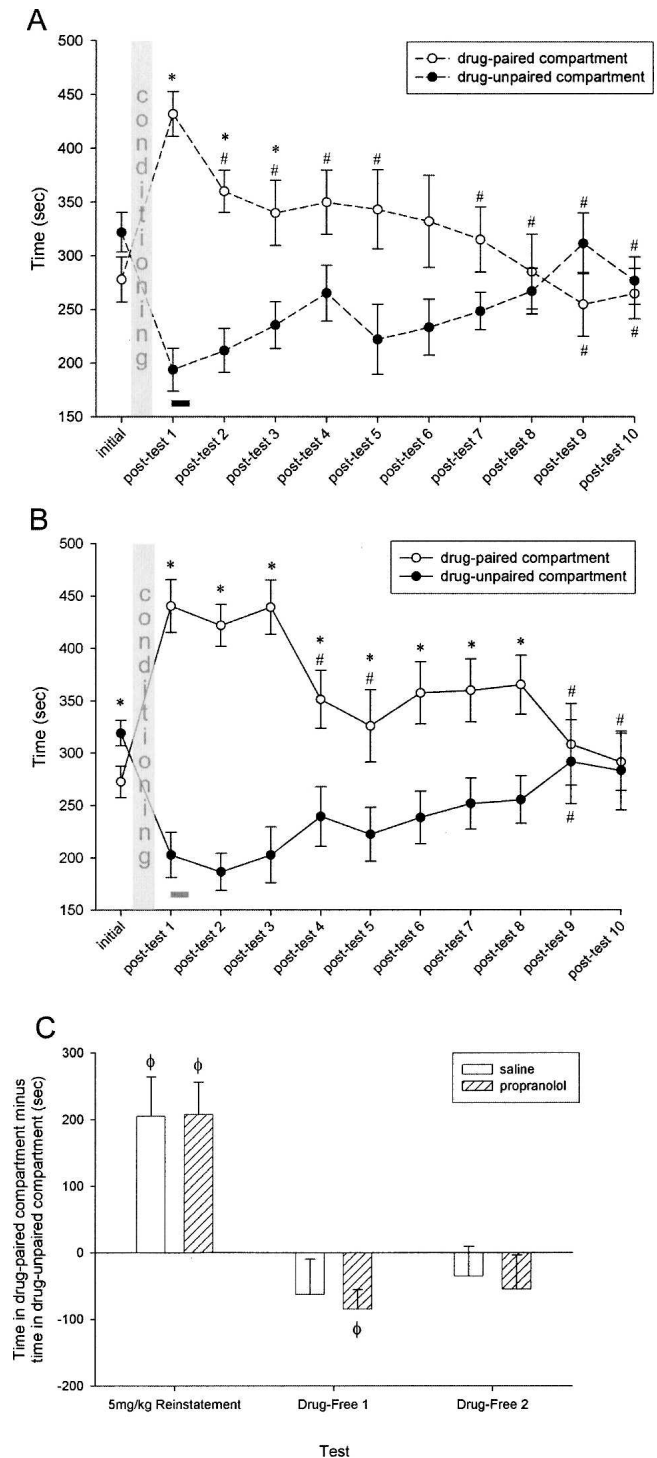 A
500
450
400
350
300
250
200
150
Time (sec)
conditioning
drug-paired compartment
drug-unpaired compartment
*
*
#
*
#
#
#
#
#
#
#
#
#
initial
post-test 1
post-test 2
post-test 3
post-test 4
post-test 5
post-test 6
post-test 7
post-test 8
post-test 9
post-test 10
B
500
450
400
350
300
250
200
150
Time (sec)
conditioning
drug-paired compartment
drug-unpaired compartment
*
*
*
*
*
#
*
#
*
*
*
#
#
#
initial
post-test 1
post-test 2
post-test 3
post-test 4
post-test 5
post-test 6
post-test 7
post-test 8
post-test 9
post-test 10
C
300
200
100
0
-100
-200
Time in drug-paired compartment minus
time in drug-unpaired compartment (sec)
saline
propranolol
ϕ
ϕ
ϕ
5mg/kg Reinstatement
Drug-Free 1
Drug-Free 2
Test